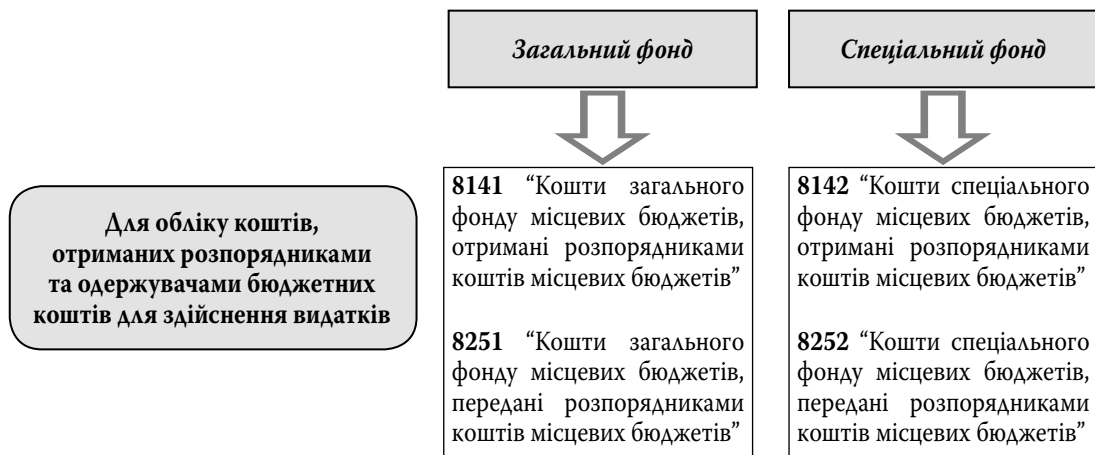 Загальний фонд
Спеціальний фонд
Для обліку коштів,
отриманих розпорядниками
та одержувачами бюджетних
коштів для здійснення видатків
8141 “Кошти загального
фонду місцевих бюджетів,
отримані розпорядниками
коштів місцевих бюджетів”
8251 “Кошти загального
фонду місцевих бюджетів,
передані розпорядниками
коштів місцевих бюджетів”
8142 “Кошти спеціального
фонду місцевих бюджетів,
отримані розпорядниками
коштів місцевих бюджетів”
8252 “Кошти спеціального
фонду місцевих бюджетів,
передані розпорядниками
коштів місцевих бюджетів”